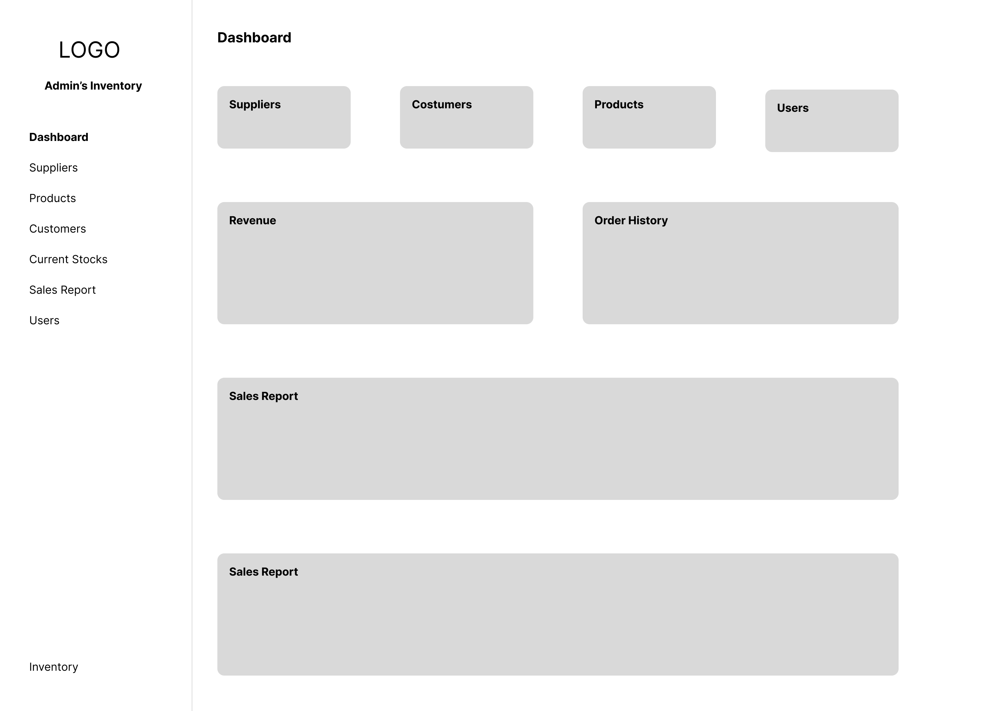 LOGO
Admin’s Inventory
Dashboard
Suppliers
Products
Customers
Current Stocks
Sales Report
Users
Inventory
Dashboard
Suppliers
Costumers
Products
Users
Revenue
Order History
Sales Report
Sales Report